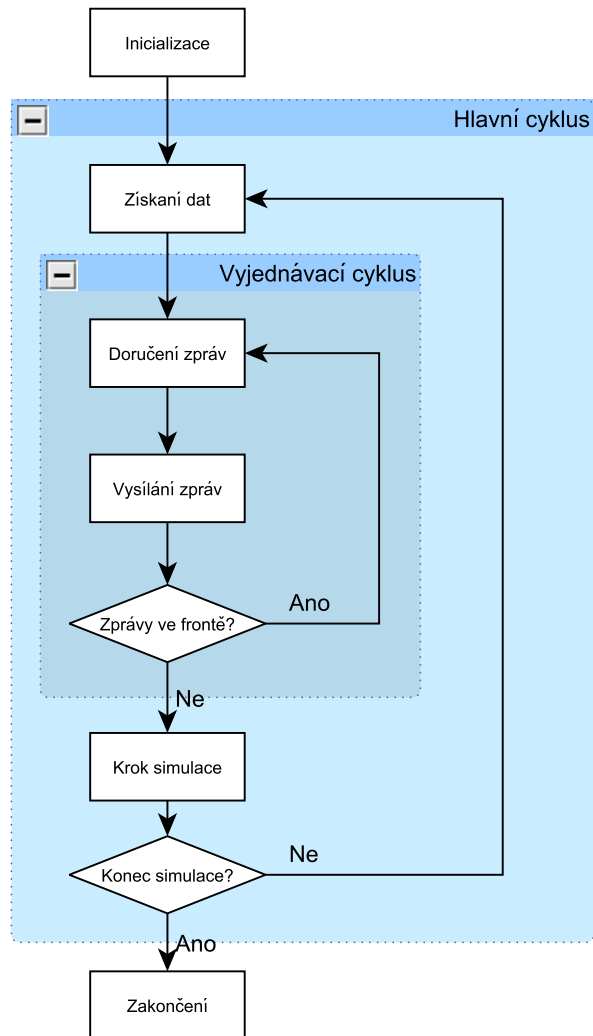 Inicializace
Hlavní cyklus
Získaní dat
Vyjednávací cyklus
Doručení zpráv
Vysílání zpráv
Ano
Zprávy ve frontě?
Ne
Krok simulace
Ne
Konec simulace?
Ano
Zakončení